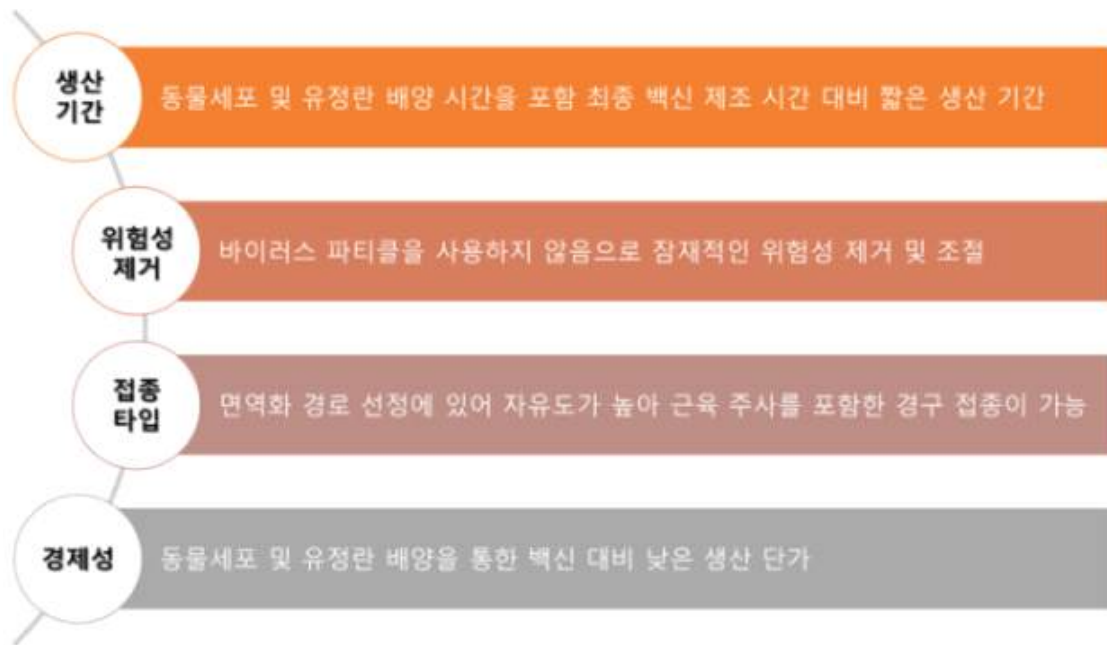 생산
기간
동물세포 및 유정란 배양 시간을 포함 최종 백신 제조 시간 대비 짧은 생산 기간
위험성
제거
바이러스 파티클을 사용하지 않음으로 잠재적인 위험성 제거 및 조절
접종
타입
면역화 경로 선정에 있어 자유도가 높아 근육 주사를 포함한 경구 접종이 가능
경제성
동물세포 및 유정란 배양을 통한 백신 대비 낮은 생산 단가